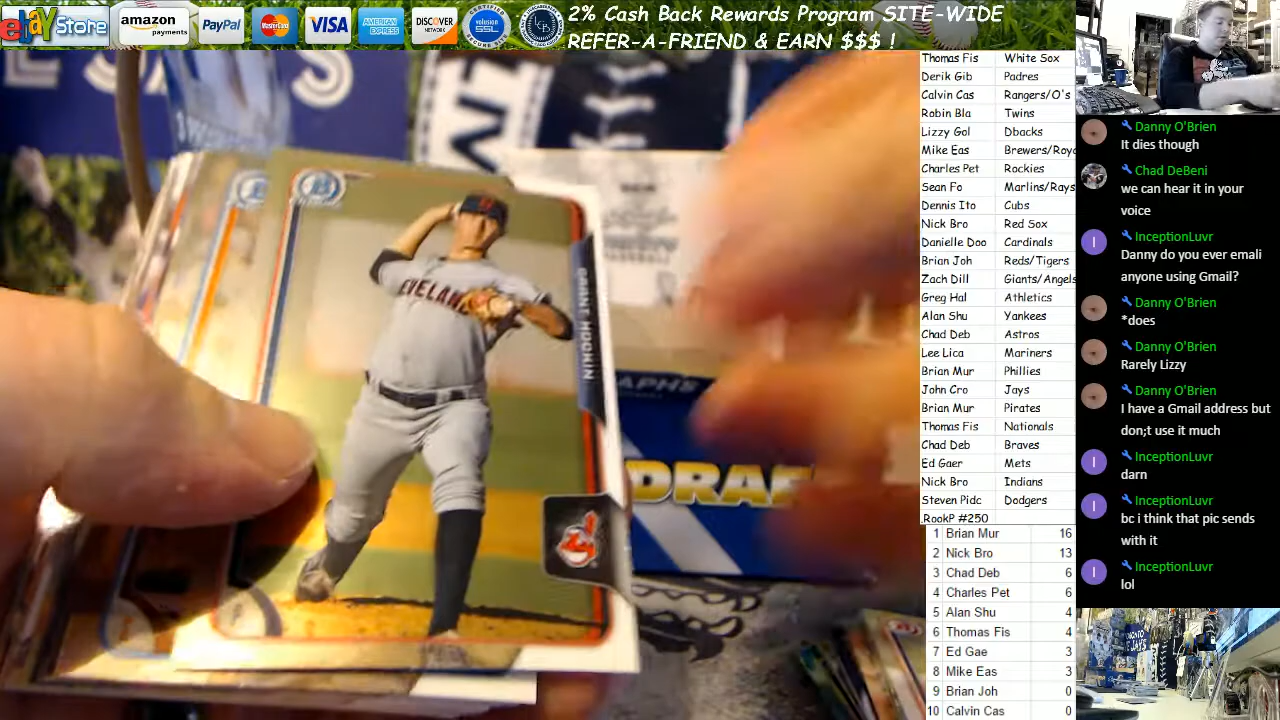 ebay Store
amazon
payments
PayPal
MasterCard
VISA
AMERICAN
EXPRESS
DISCOVER
NETWORK
volusion
SSL
2% Cash Back Rewards Program SITE-WIDE
REFER-A-FRIEND & EARN $$$ !
Thomas Fis White Sox
Derik Gib Padres
Calvin Cas Rangers/O's
Robin Bla Twins
Lizzy Gol Dbacks
Mike Eas Brewers/Roya
Charles Pet Rockies
Sean Fo Marlins/Rays
Dennis Ito Cubs
Nick Bro Red Sox
Danielle Doo Cardinals
Brian Joh Reds/Tigers
Zach Dill Giants/Angels
Greg Hal Athletics
Alan Shu Yankees
Chad Deb Astros
Lee Lica Mariners
Brian Mur Phillies
John Cro Jays
Brian Mur Pirates
Thomas Fis Nationals
Chad Deb Braves
Ed Gaer Mets
Nick Bro Indians
Steven Pidc Dodgers
.RookP #250
1 Brian Mur 16
2 Nick Bro 13
3 Chad Deb 6
4 Charles Pet 6
5 Alan Shu 4
6 Thomas Fis 4
7 Ed Gae 3
8 Mike Eas 3
9 Brian Joh 0
10 Calvin Cas 0
Danny O'Brien
It dies though
Chad DeBeni
we can hear it in your
voice
InceptionLuvr
Danny do you ever emali
anyone using Gmail?
Danny O'Brien
*does
Danny O'Brien
Rarely Lizzy
Danny O'Brien
I have a Gmail address but
don;t use it much
InceptionLuvr
darn
InceptionLuvr
bc i think that pic sends
with it
InceptionLuvr
lol
GRANT HOCKIN
EVELAN
DRAF